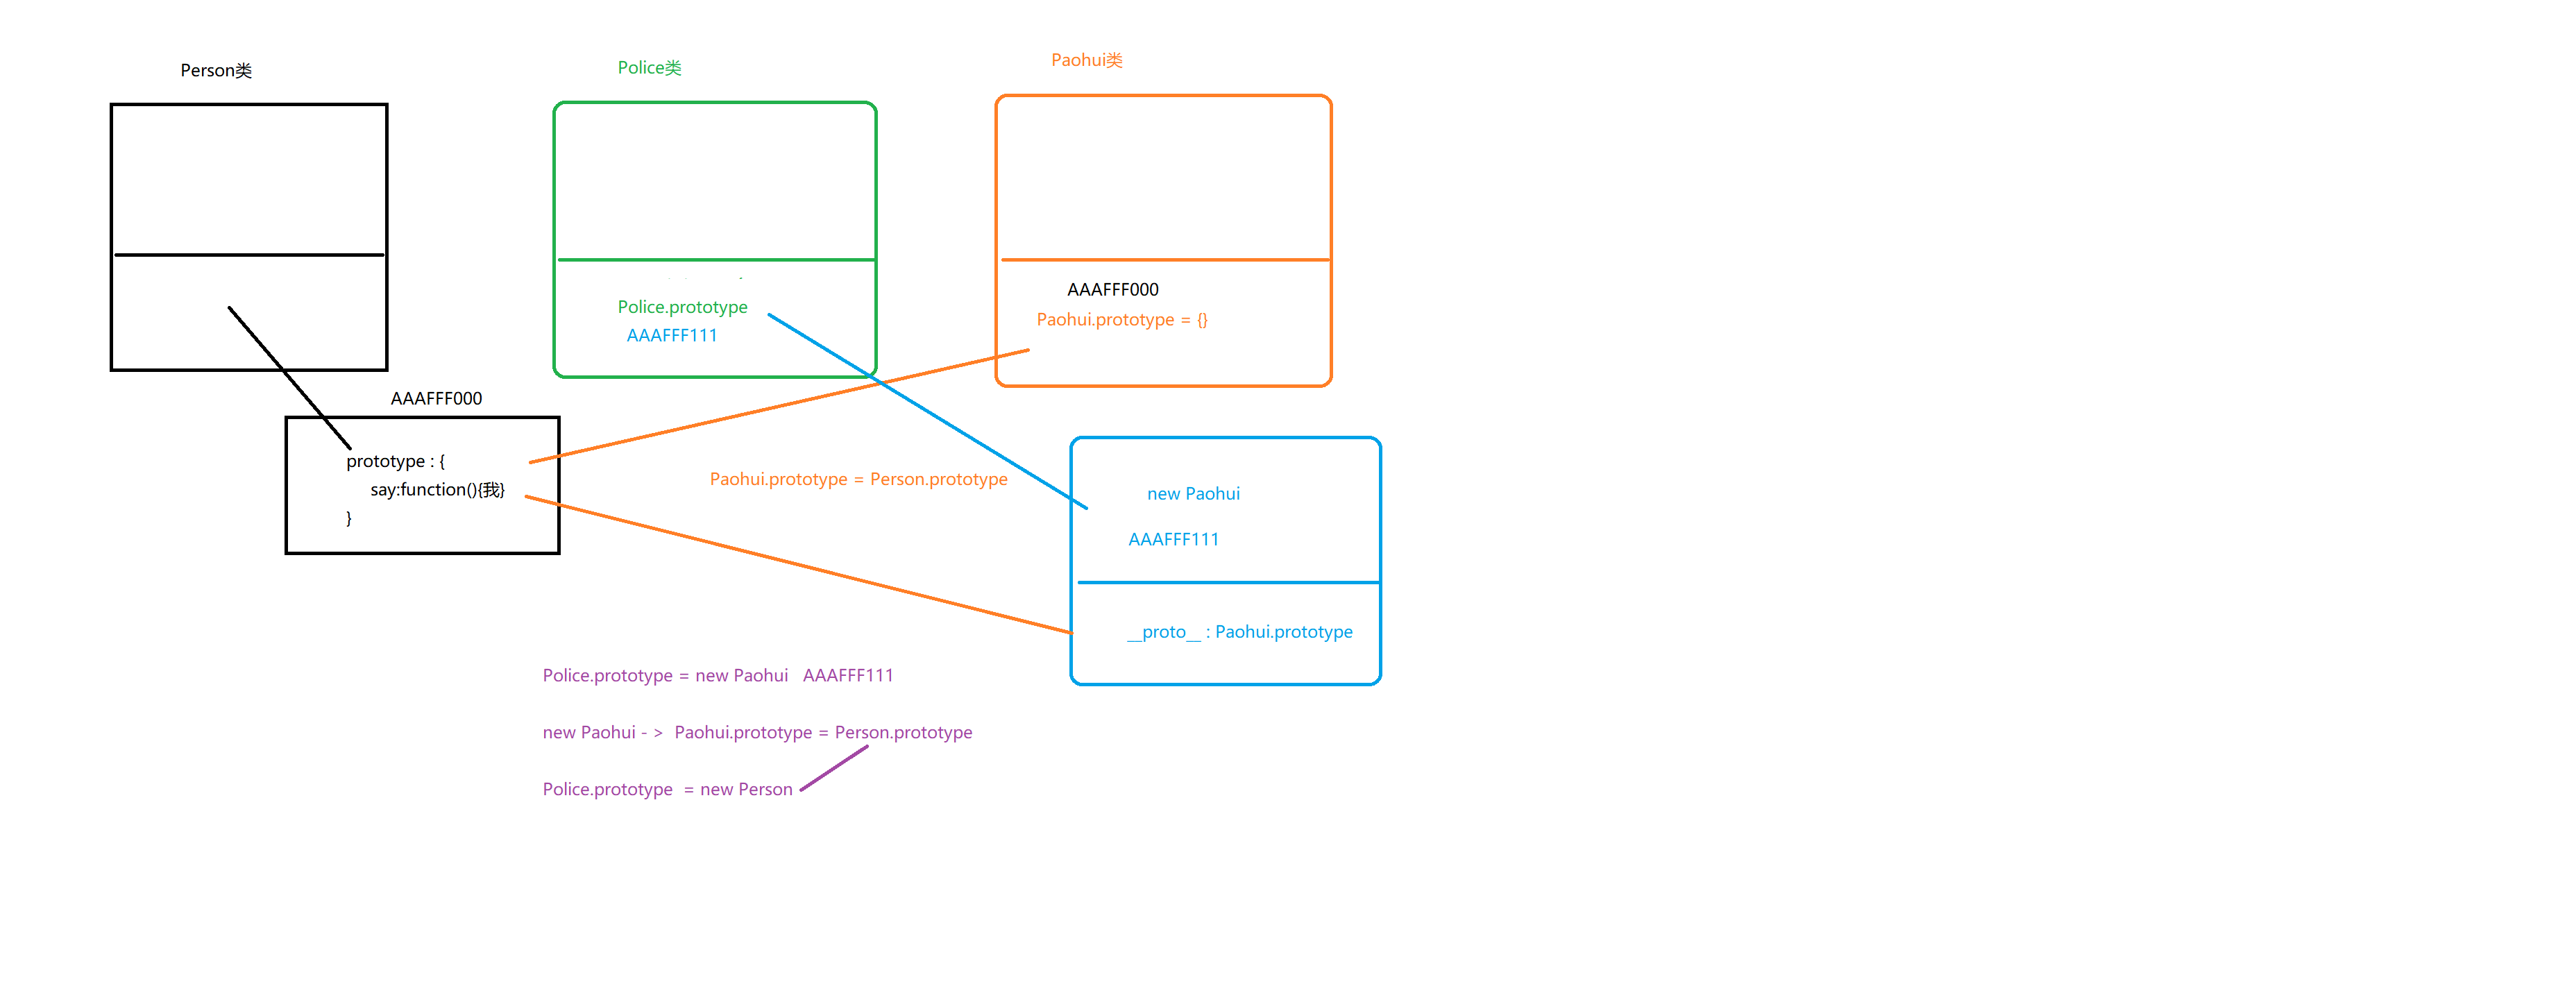 Person类
Police类
Paohui类
AAAFFF000
Police.prototype
Paohui.prototype = {}
AAAFFF111
AAAFFF000
prototype : {
say:function(){我}
}
Paohui.prototype = Person.prototype
new Paohui
AAAFFF111
__proto__ : Paohui.prototype
Police.prototype = new Paohui   AAAFFF111
new Paohui - >  Paohui.prototype = Person.prototype
Police.prototype  = new Person